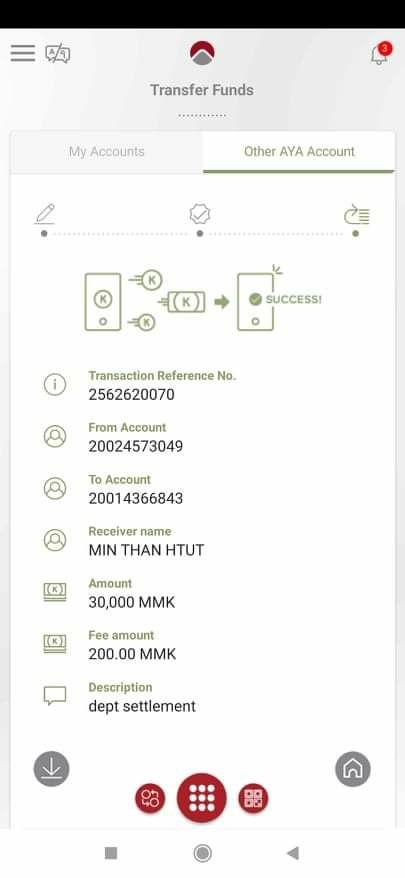 3
Transfer Funds
My Accounts
Other AYA Account
SUCCESS!
Transaction Reference No.
2562620070
From Account
20024573049
To Account
20014366843
Receiver name
MIN THAN HTUT
Amount
30,000 MMK
Fee amount
200.00 MMK
Description
dept settlement